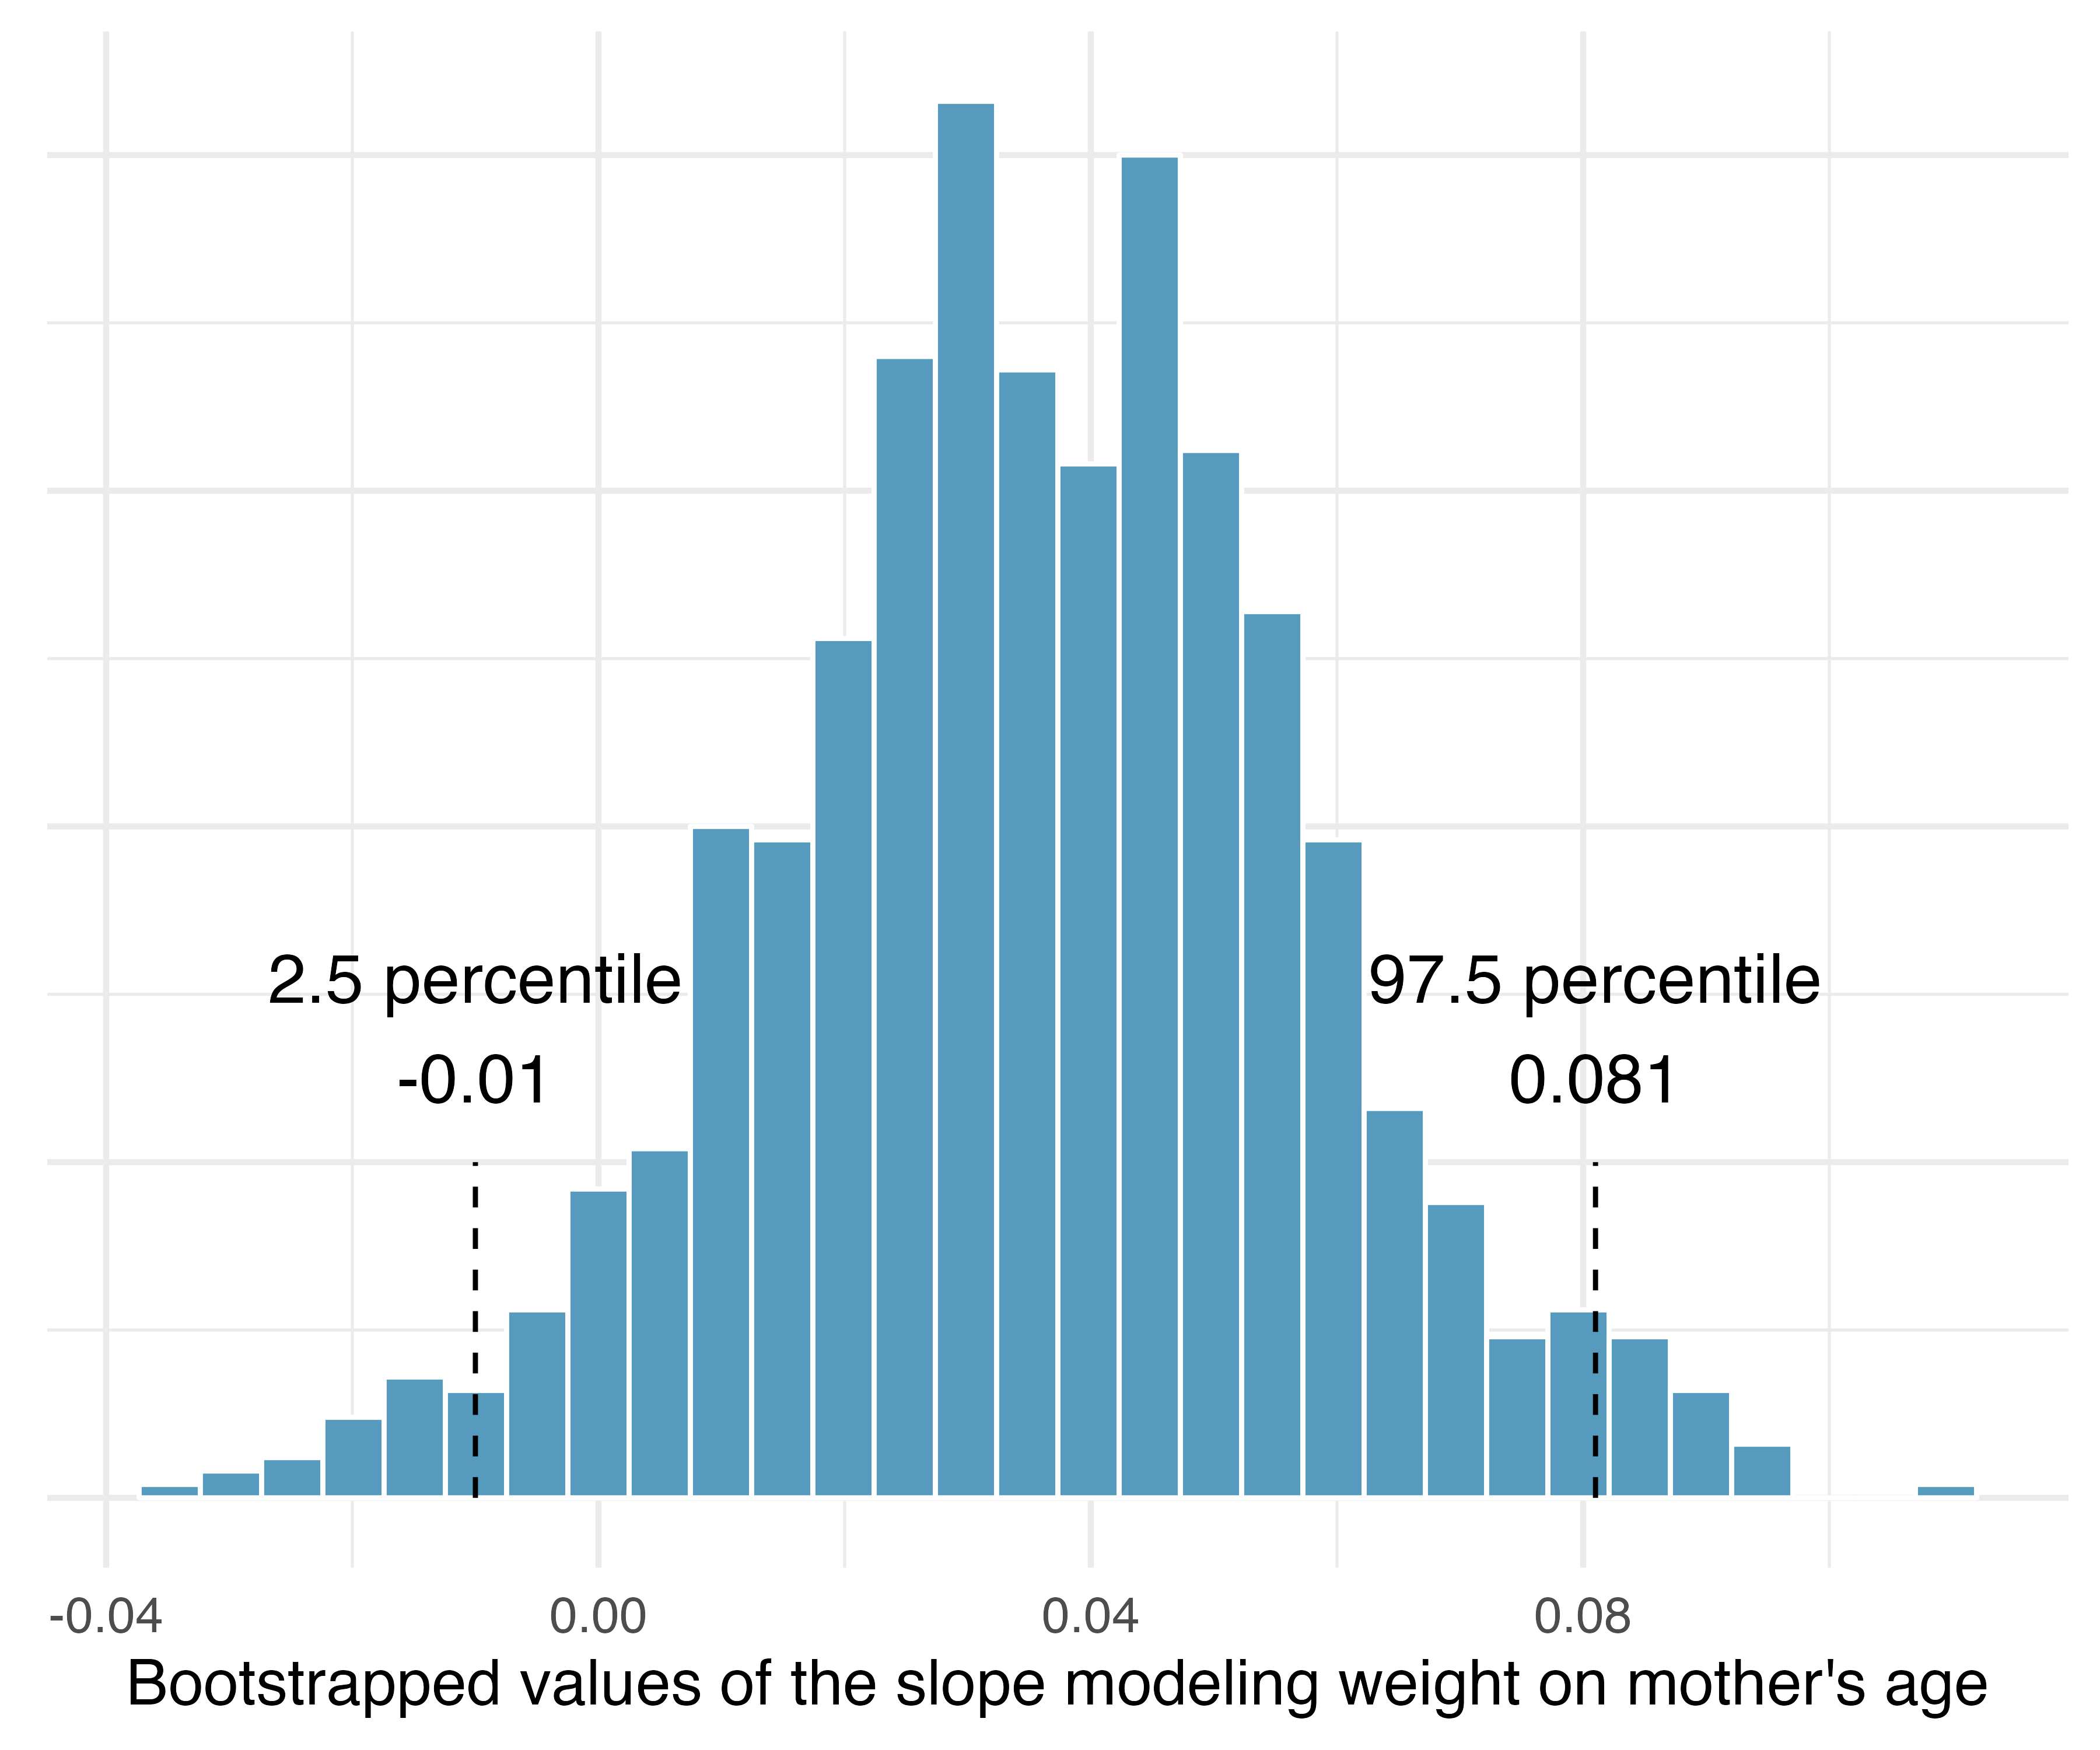 2.5 percentile
-0.01
97.5 percentile
0.081
-0.04
0.00
0.04
0.08
Bootstrapped values of the slope modeling weight on mother's age